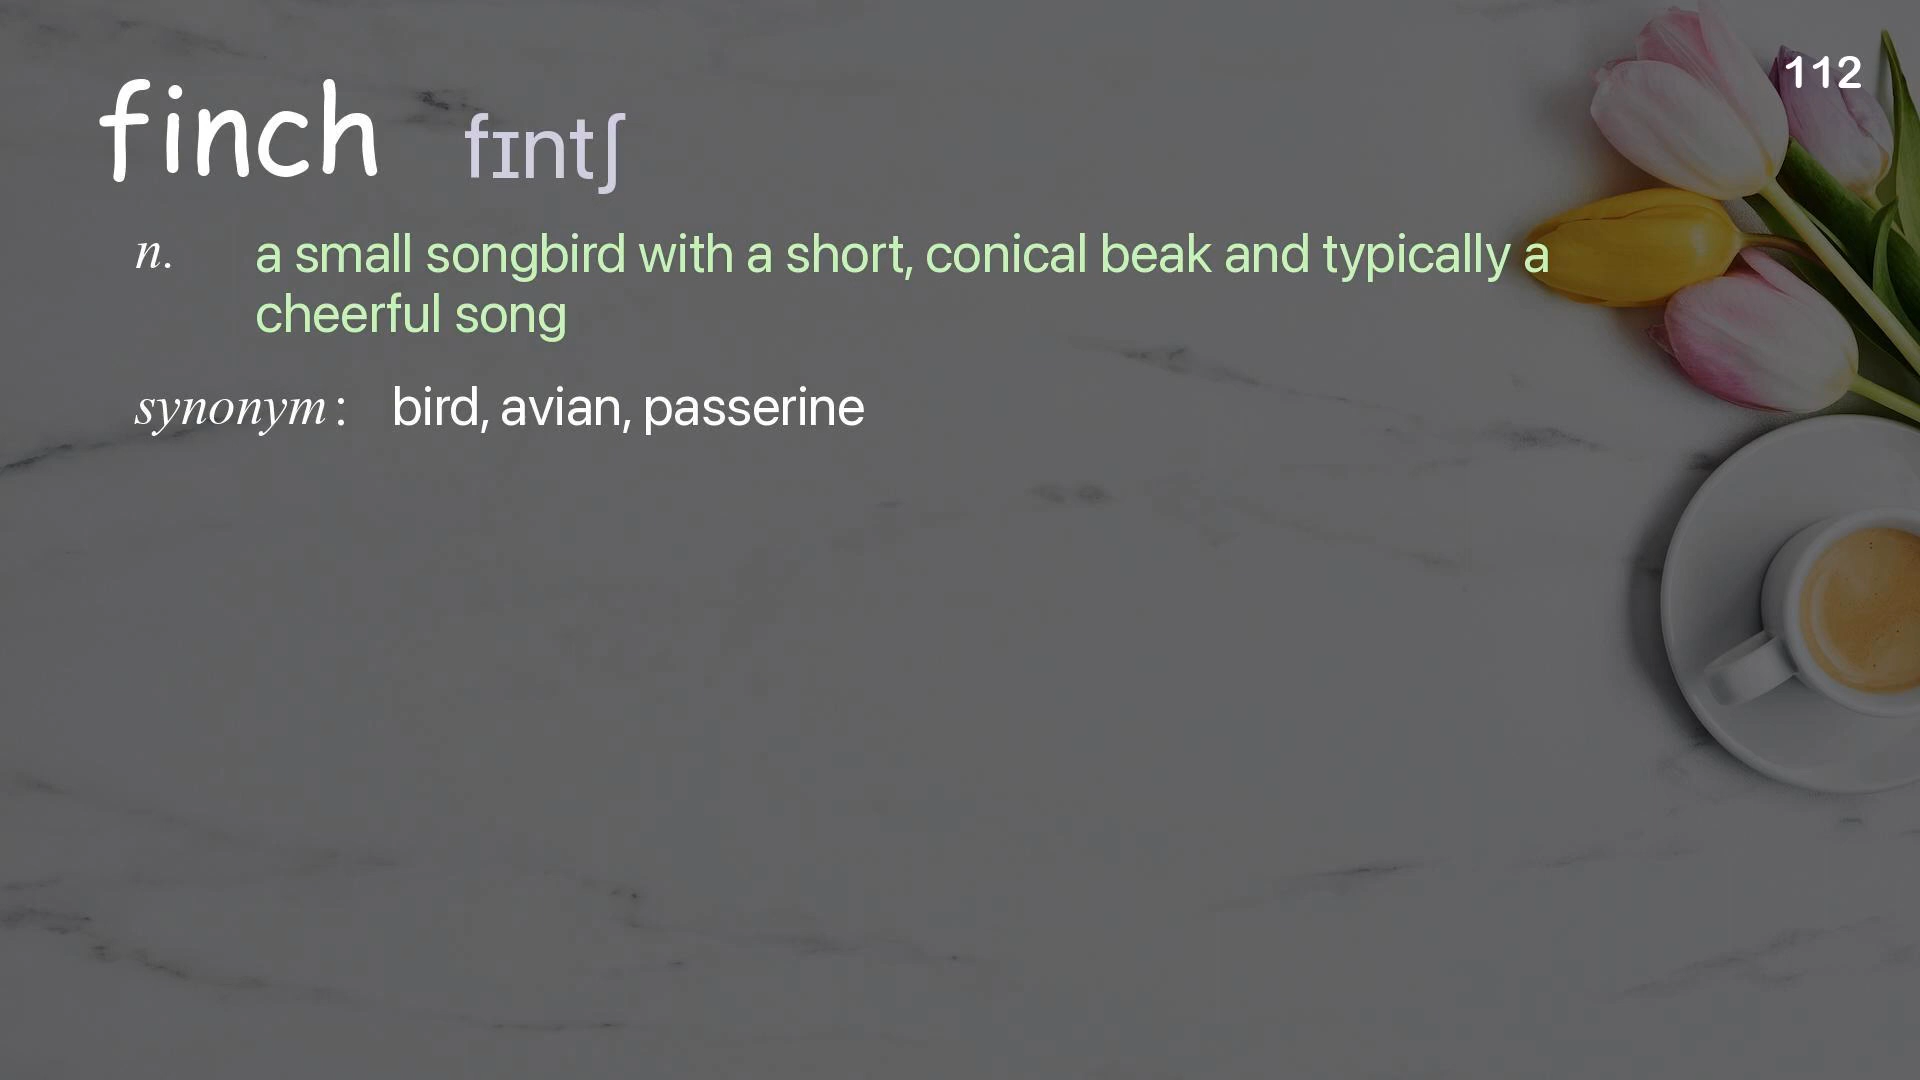 112
finch fɪntʃ
n. a small songbird with a short, conical beak and typically a
cheerful song
synonym: bird, avian, passerine